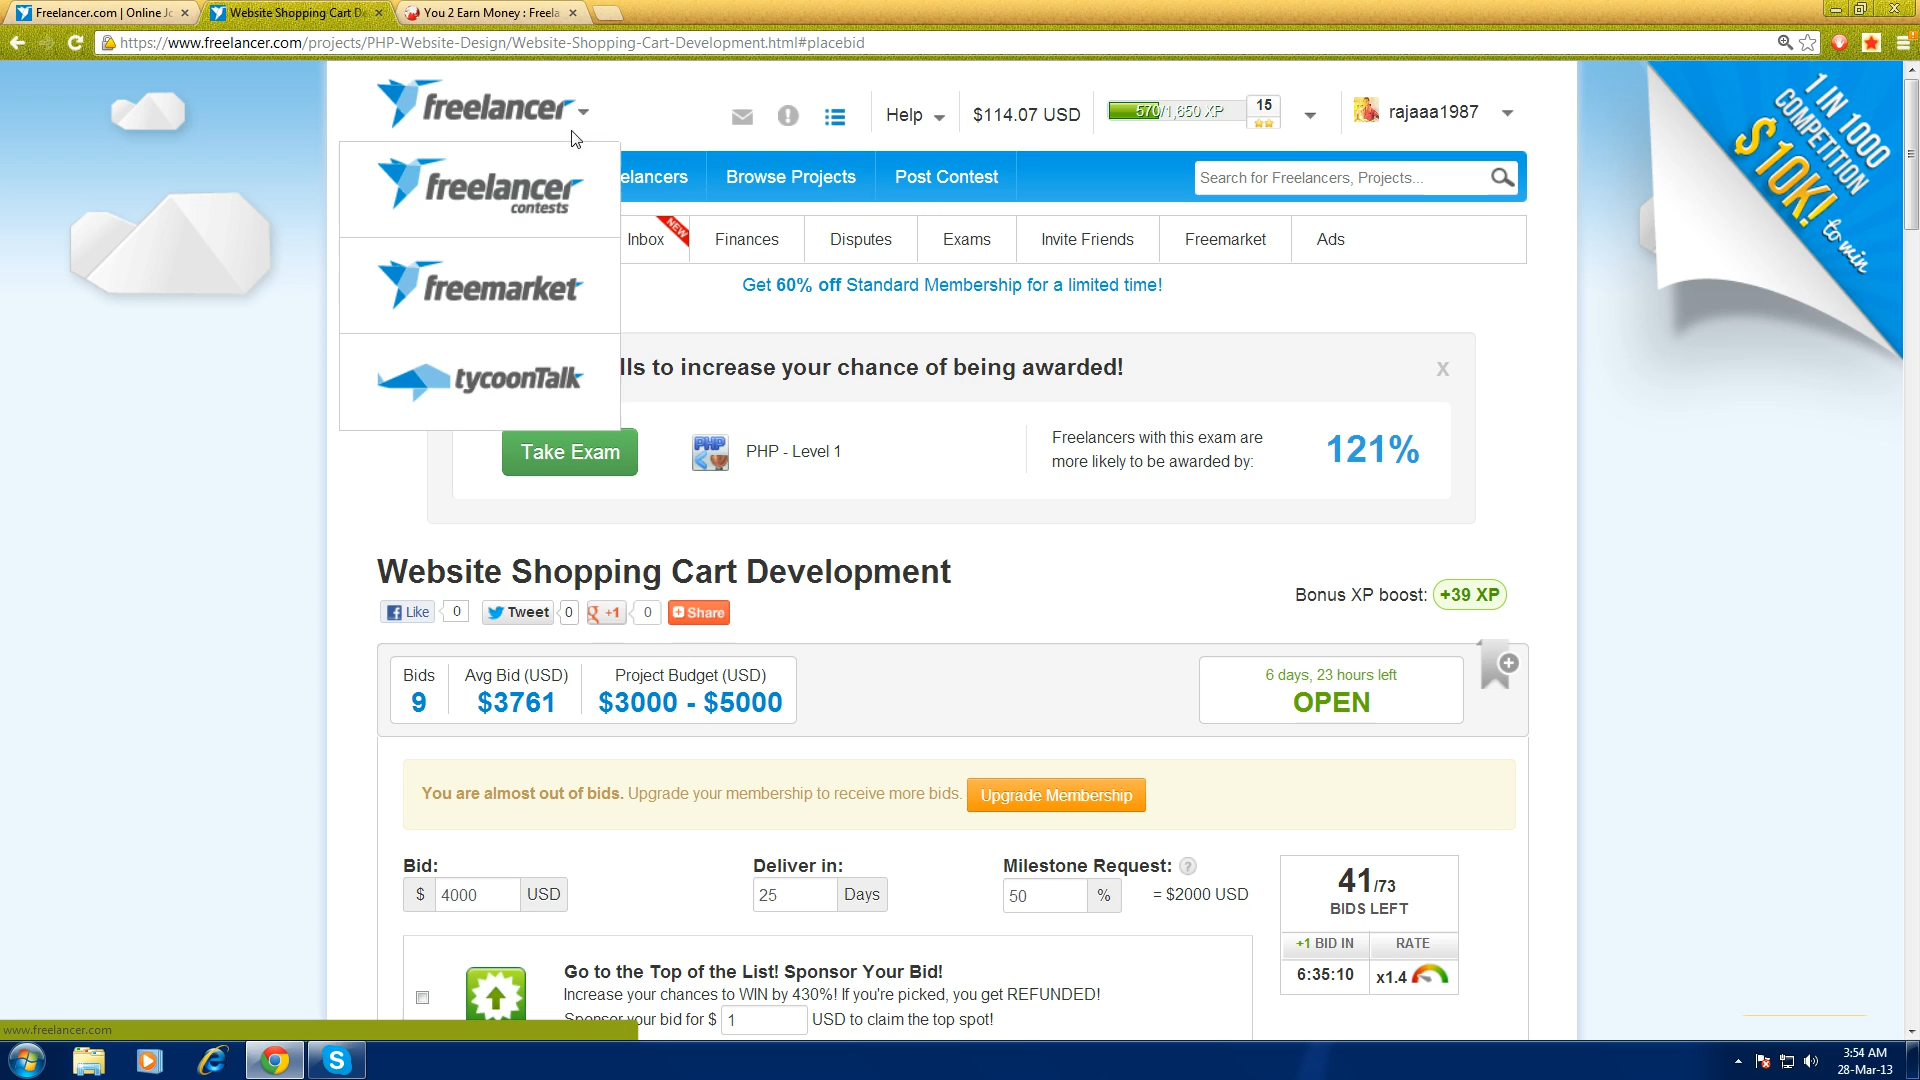 Freelancer.com | Online Jo
Website Shopping Cart De
You 2 Earn Money : Freela
https://www.freelancer.com/projects/PHP-Website-Design/Website-Shopping-Cart-Development.html#placebid
freelancer
Help
$114.07 USD
570/1,650 XP
15
rajaaa1987
1 IN 1000
COMPETITION
$10K!
to win
freelancer
contests
freemarket
tycoonTalk
elancers
Browse Projects
Post Contest
Search for Freelancers, Projects...
Inbox
NEW
Finances
Disputes
Exams
Invite Friends
Freemarket
Ads
Get 60% off Standard Membership for a limited time!
lls to increase your chance of being awarded!
x
Take Exam
PHP
PHP - Level 1
Freelancers with this exam are
more likely to be awarded by:
121%
Website Shopping Cart Development
Like 0
Tweet 0
+1 0
Share
Bonus XP boost: +39 XP
Bids
9
Avg Bid (USD)
$3761
Project Budget (USD)
$3000 - $5000
6 days, 23 hours left
OPEN
You are almost out of bids. Upgrade your membership to receive more bids.
Upgrade Membership
Bid:
$ 4000 USD
Deliver in:
25 Days
Milestone Request: ?
50 % = $2000 USD
41/73
BIDS LEFT
+1 BID IN
RATE
6:35:10
x1.4
Go to the Top of the List! Sponsor Your Bid!
Increase your chances to WIN by 430%! If you're picked, you get REFUNDED!
Sponsor your bid for $ 1 USD to claim the top spot!
www.freelancer.com
3:54 AM
28-Mar-13